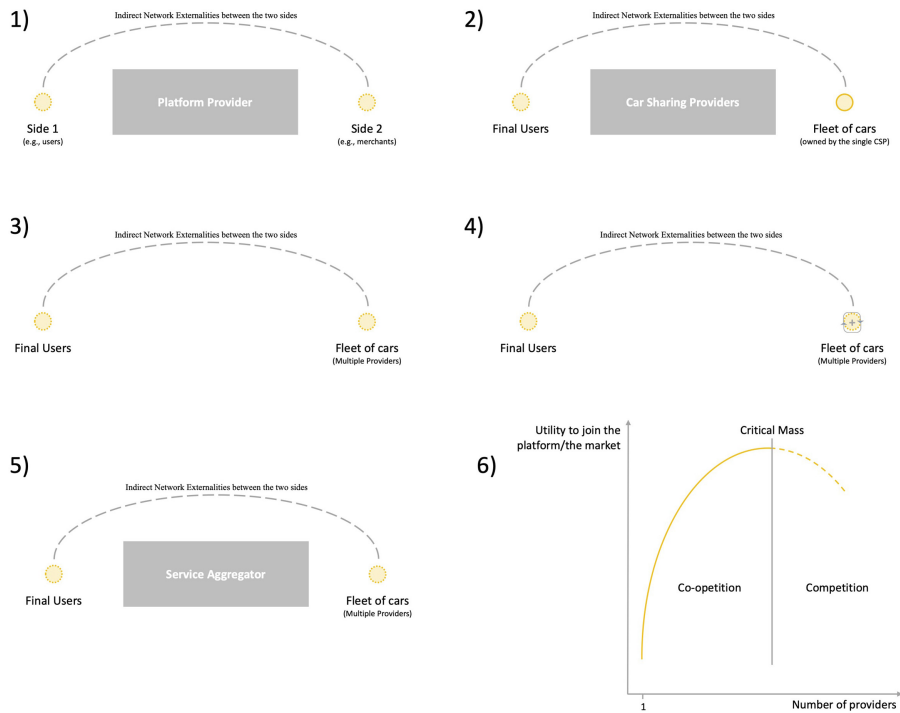 1)
Indirect Network Externalities between the two sides
Platform Provider
Side 1
(e.g., users)
Side 2
(e.g., merchants)
2)
Indirect Network Externalities between the two sides
Car Sharing Providers
Final Users
Fleet of cars
(owned by the single CSP)
3)
Indirect Network Externalities between the two sides
Final Users
Fleet of cars
(Multiple Providers)
4)
Indirect Network Externalities between the two sides
+
Final Users
Fleet of cars
(Multiple Providers)
5)
Indirect Network Externalities between the two sides
Service Aggregator
Final Users
Fleet of cars
(Multiple Providers)
6)
Utility to join the
platform/the market
Critical Mass
Co-opetition
Competition
1
Number of providers